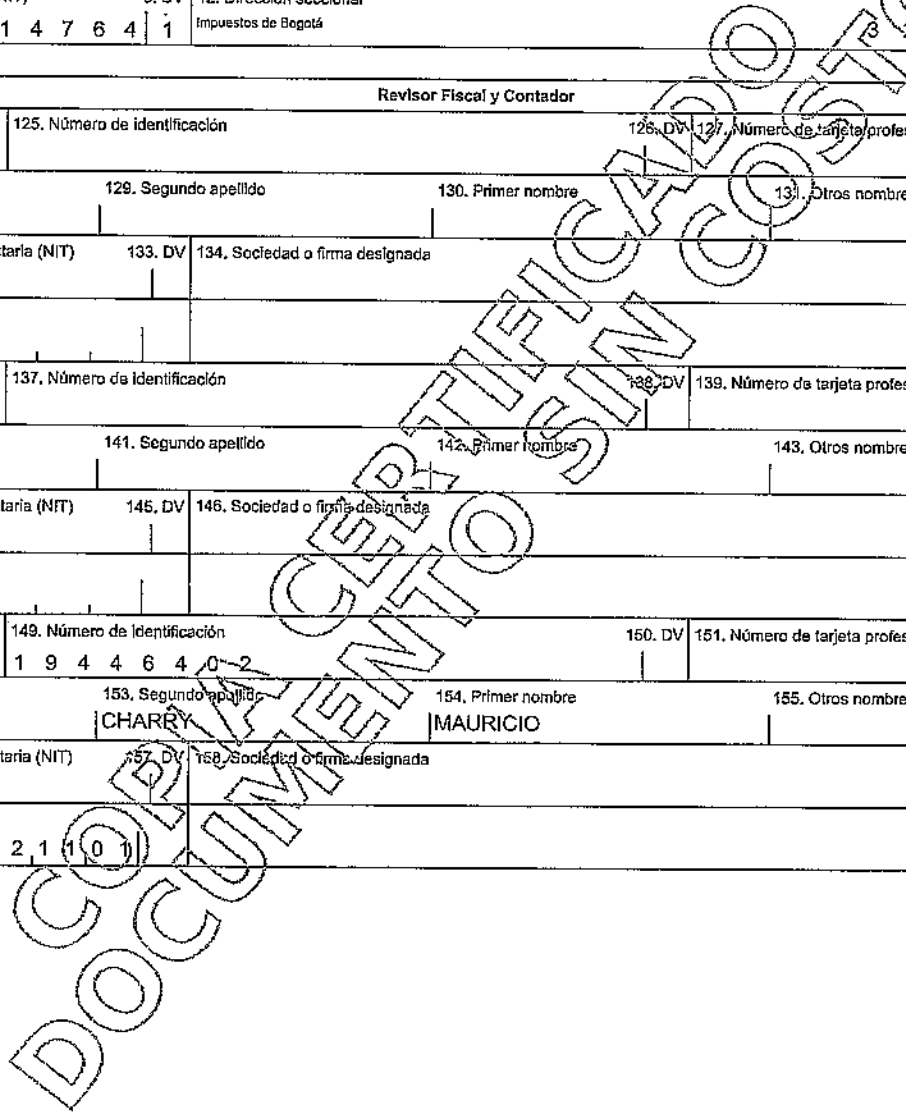 5. DV 12. Dirección Seccional
1 4 7 6 4 1 Impuestos de Bogotá
3
Revisor Fiscal y Contador
125. Número de identificación 126. DV 127. Número de tarjeta profes
129. Segundo apellido 130. Primer nombre 131. Otros nombre
taria (NIT) 133. DV 134. Sociedad o firma designada
137. Número de identificación 138. DV 139. Número de tarjeta profes
141. Segundo apellido 142. Primer nombre 143. Otros nombre
taria (NIT) 145. DV 146. Sociedad o firma designada
149. Número de identificación 150. DV 151. Número de tarjeta profes
1 9 4 4 6 4 0 2
153. Segundo apellido 154. Primer nombre 155. Otros nombre
CHARRY MAURICIO
taria (NIT) 157. DV 158. Sociedad o firma designada
2 1 1 0 1
COPIA CERTIFICADO
DOCUMENTO SIN COSTO